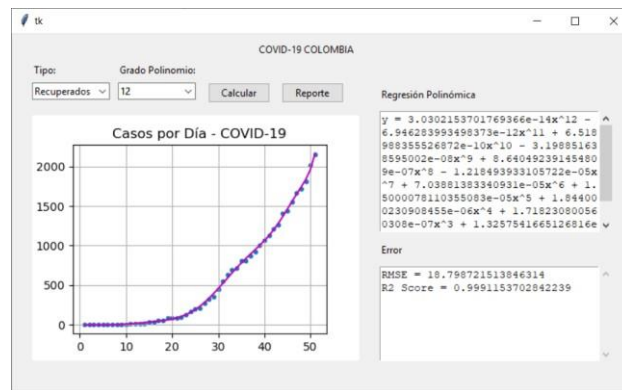 tk
COVID-19 COLOMBIA
Tipo:
Grado Polinomio:
Recuperados
12
Calcular
Reporte
Casos por Día - COVID-19
2000
1500
1000
500
0
0 10 20 30 40 50
Regresión Polinómica
y = 3.0302153701769366e-14x^12 -
6.946283993498373e-12x^11 + 6.518
988355526872e-10x^10 - 3.19885163
8595002e-08x^9 + 8.64049239145480
9e-07x^8 - 1.218493933105722e-05x
^7 + 7.03881383340931e-05x^6 + 1.
5000078110355083e-05x^5 + 1.84400
0230908455e-06x^4 + 1.71823080056
0308e-07x^3 + 1.3257541665126816e
Error
RMSE = 18.798721513846314
R2 Score = 0.9991153702842239